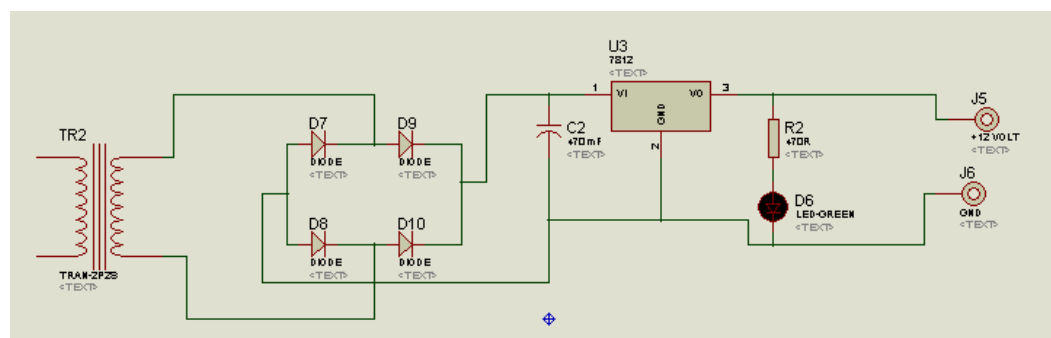 TR2
TRAN-2P2S
<TEXT>
D7
DIODE
<TEXT>
D9
DIODE
<TEXT>
D8
DIODE
<TEXT>
D10
DIODE
<TEXT>
C2
470mF
<TEXT>
U3
7812
<TEXT>
1
VI
VO
3
GND
2
R2
470R
<TEXT>
D6
LED-GREEN
<TEXT>
J5
+12 VOLT
<TEXT>
J6
GND
<TEXT>